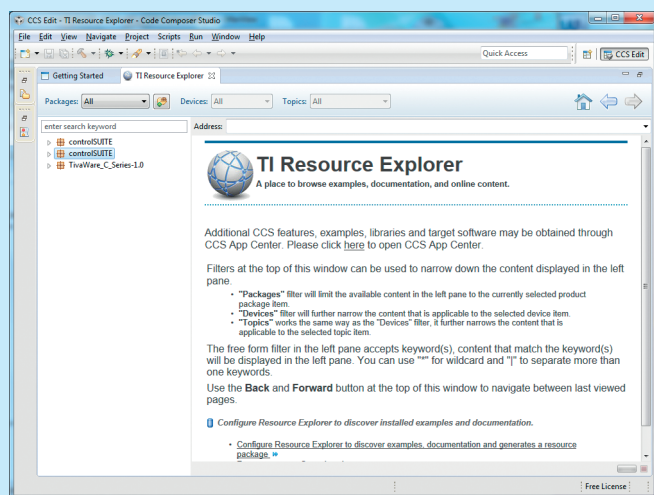 CCS Edit - TI Resource Explorer - Code Composer Studio
File Edit View Navigate Project Scripts Run Window Help
Quick Access
CCS Edit
Getting Started
TI Resource Explorer
Packages: All
Devices: All
Topics: All
enter search keyword
Address:
controlSUITE
controlSUITE
TivaWare_C_Series-1.0
TI Resource Explorer
A place to browse examples, documentation, and online content.
Additional CCS features, examples, libraries and target software may be obtained through
CCS App Center. Please click here to open CCS App Center.
Filters at the top of this window can be used to narrow down the content displayed in the left
pane.
• "Packages" filter will limit the available content in the left pane to the currently selected product
package item.
• "Devices" filter will further narrow the content that is applicable to the selected device item.
• "Topics" works the same way as the "Devices" filter, it further narrows the content that is
applicable to the selected topic item.
The free form filter in the left pane accepts keyword(s), content that match the keyword(s)
will be displayed in the left pane. You can use "*" for wildcard and "|" to separate more than
one keywords.
Use the Back and Forward button at the top of this window to navigate between last viewed
pages.
Configure Resource Explorer to discover installed examples and documentation.
• Configure Resource Explorer to discover examples, documentation and generates a resource
package »
Free License